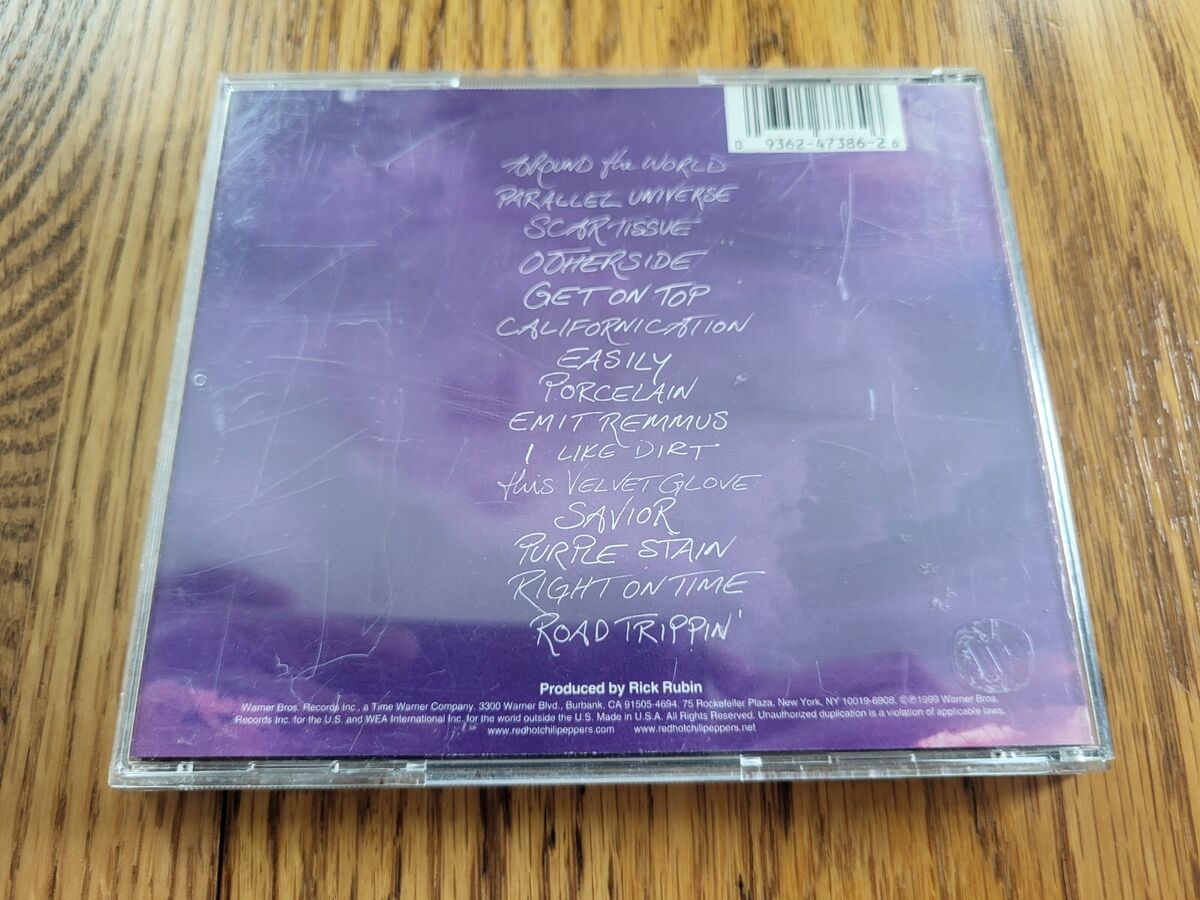 0 9362-47386-2 6
AROUND the WORLD
PARALLEL UNIVERSE
SCAR TISSUE
OTHERSIDE
GET ON TOP
CALIFORNICATION
EASILY
PORCELAIN
EMIT REMMUS
I LIKE DIRT
this VELVET GLOVE
SAVIOR
PURPLE STAIN
RIGHT ON TIME
ROAD TRIPPIN'
Produced by Rick Rubin
Warner Bros. Records Inc., a Time Warner Company. 3300 Warner Blvd., Burbank, CA 91505-4694. 75 Rockefeller Plaza, New York, NY 10019-6908. ©℗1999 Warner Bros.
Records Inc. for the U.S. and WEA International Inc. for the world outside the U.S. Made in U.S.A. All Rights Reserved. Unauthorized duplication is a violation of applicable laws.
www.redhotchilipeppers.com www.redhotchilipeppers.net